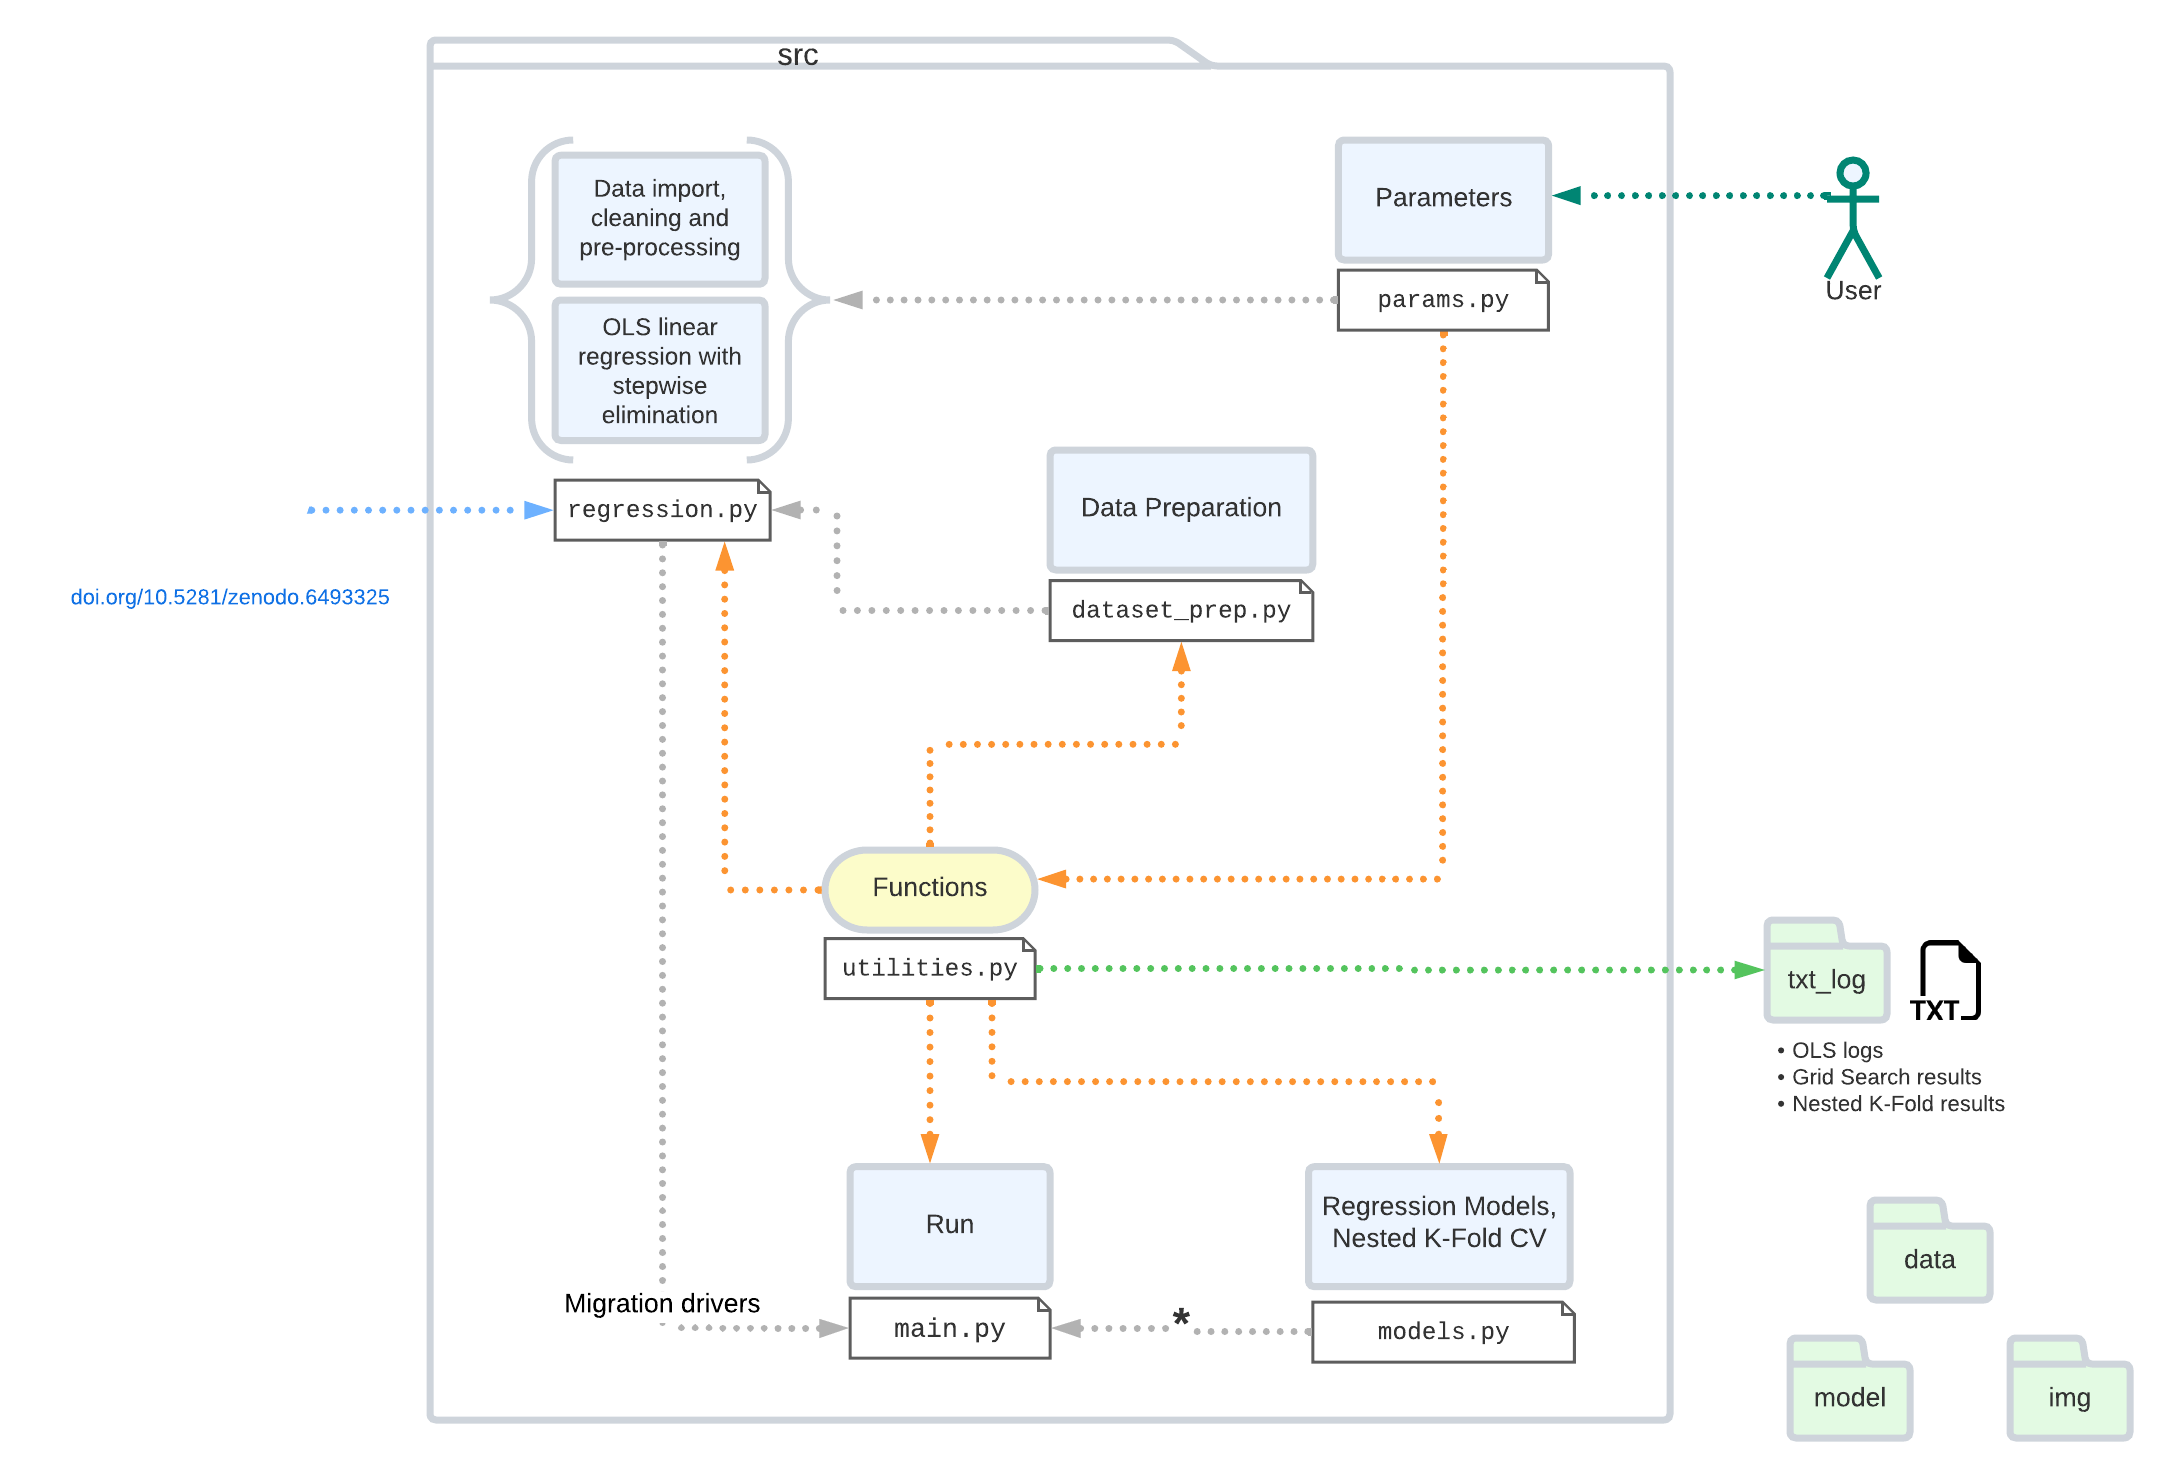 src
Data import,
cleaning and
pre-processing
OLS linear
regression with
stepwise
elimination
regression.py
doi.org/10.5281/zenodo.6493325
Parameters
params.py
User
Data Preparation
dataset_prep.py
Functions
utilities.py
txt_log
TXT
• OLS logs
• Grid Search results
• Nested K-Fold results
Run
main.py
Migration drivers
*
Regression Models,
Nested K-Fold CV
models.py
data
model
img